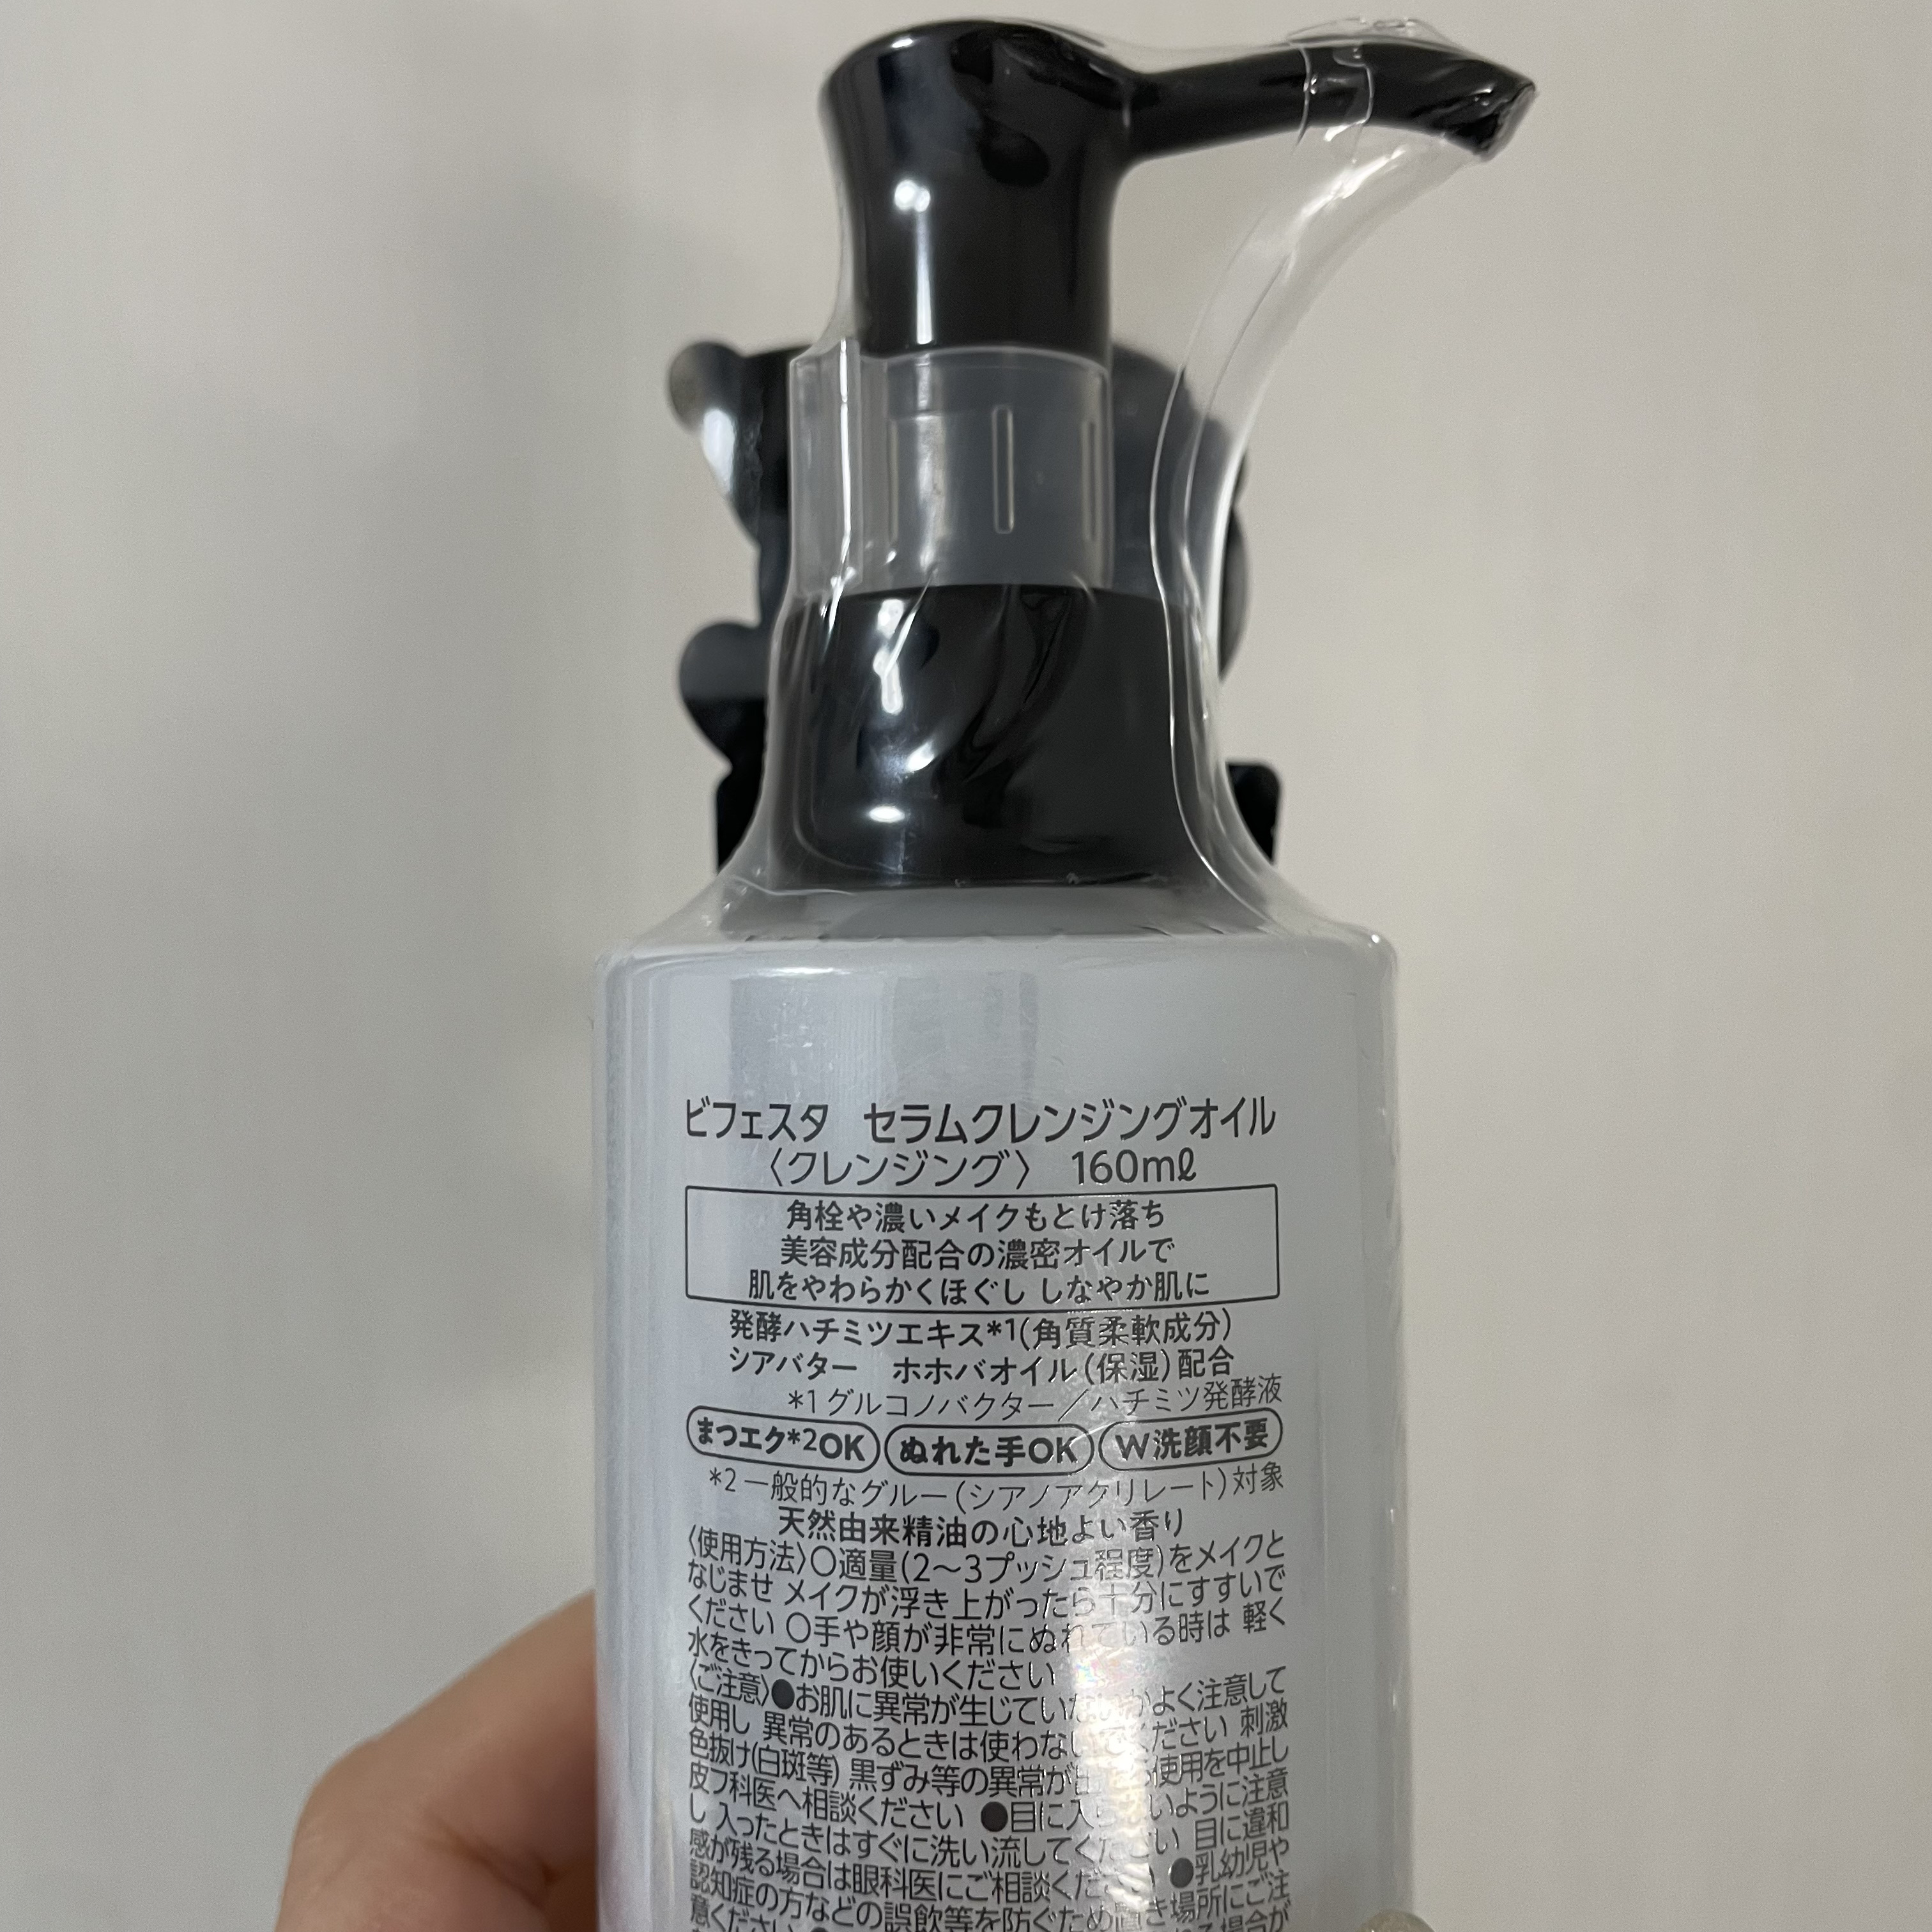 ビフェスタ　セラムクレンジングオイル
〈クレンジング〉 160mℓ
角栓や濃いメイクもとけ落ち
美容成分配合の濃密オイルで
肌をやわらかくほぐし しなやか肌に
発酵ハチミツエキス*1(角質柔軟成分)
シアバター　ホホバオイル(保湿)配合
*1 グルコノバクター／ハチミツ発酵液
まつエク*2OK ぬれた手OK W洗顔不要
*2 一般的なグルー(シアノアクリレート)対象
天然由来精油の心地よい香り
〈使用方法〉○適量(2～3プッシュ程度)をメイクと
なじませ メイクが浮き上がったら十分にすすいで
ください ○手や顔が非常にぬれている時は 軽く
水をきってからお使いください
〈ご注意〉●お肌に異常が生じていないかよく注意して
使用し 異常のあるときは使わないでください 刺激
色抜け(白斑等) 黒ずみ等の異常が 使用を中止し
皮フ科医へ相談ください ●目に入 いように注意
し 入ったときはすぐに洗い流してください 目に違和
感が残る場合は眼科医にご相談ください ●乳幼児や
認知症の方などの誤飲等を防ぐため置き場所にご注
意ください